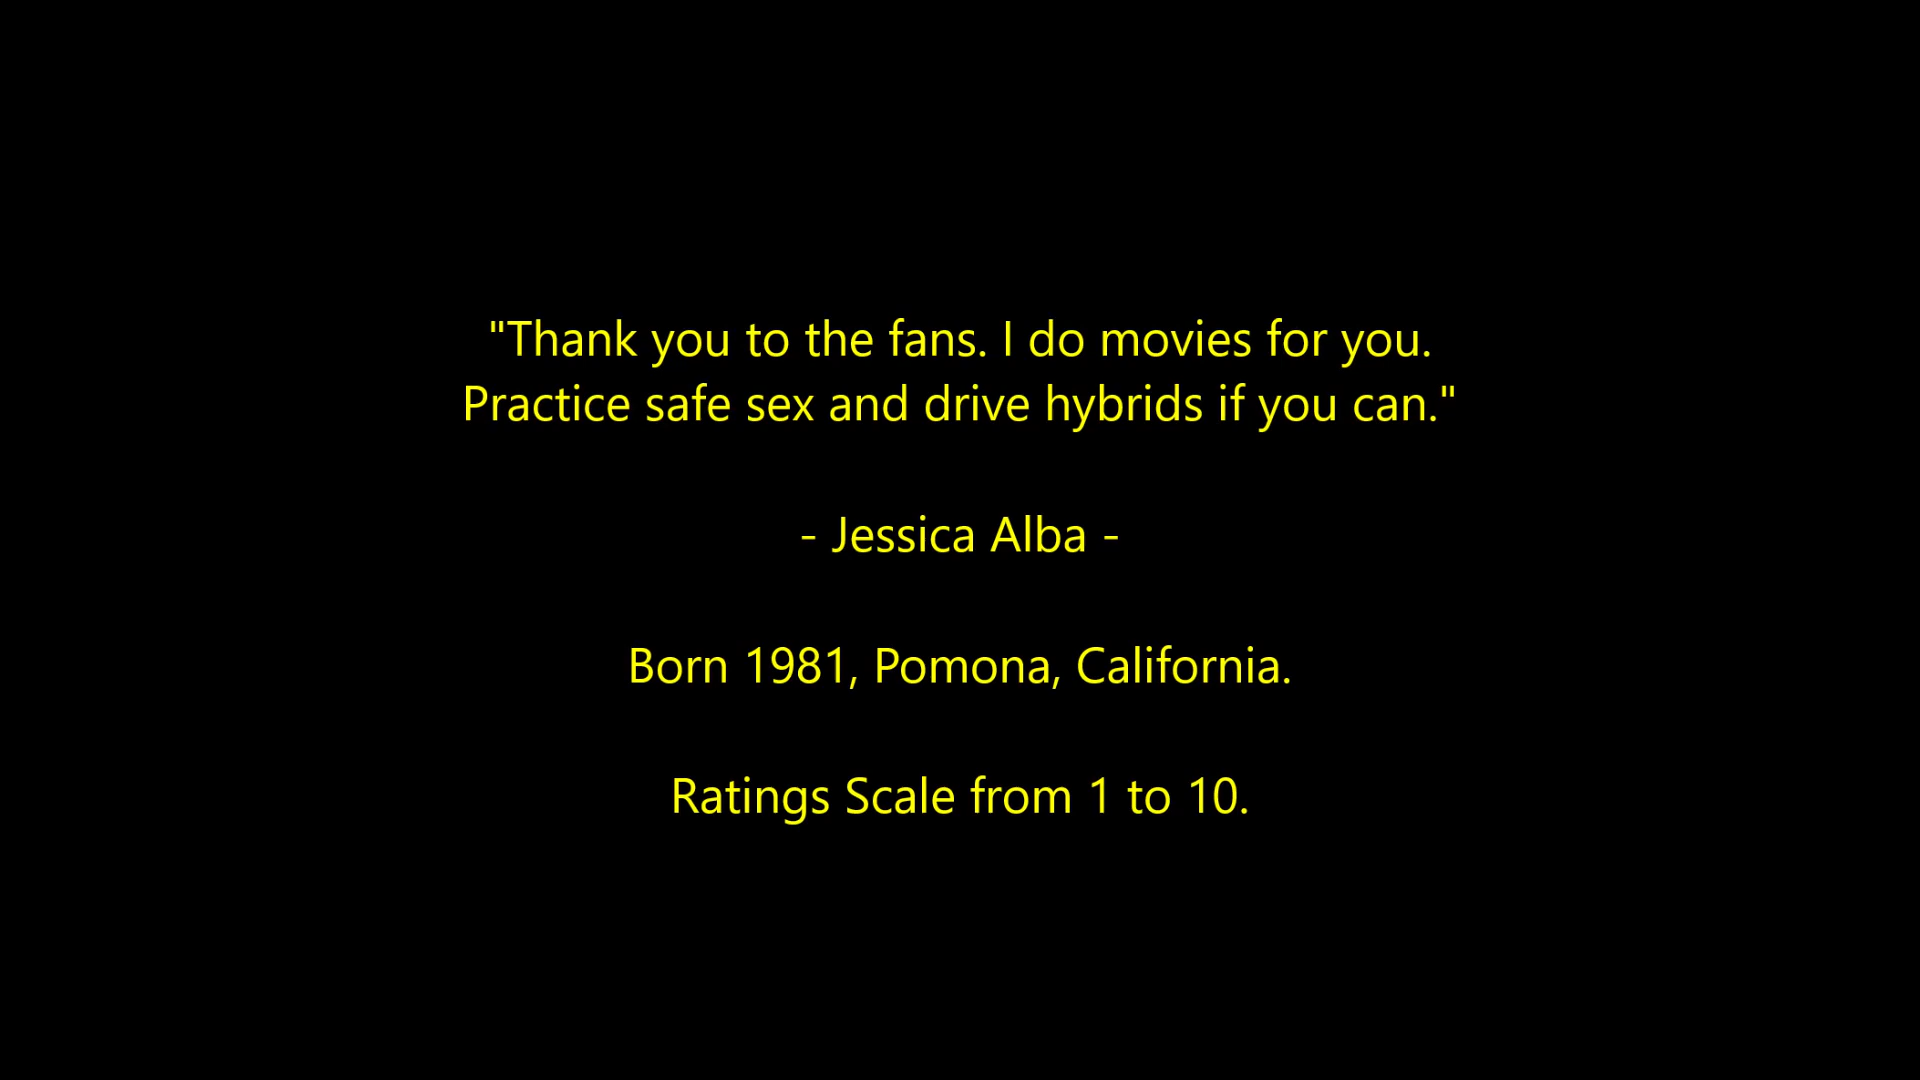 "Thank you to the fans. I do movies for you.
Practice safe sex and drive hybrids if you can."
- Jessica Alba -
Born 1981, Pomona, California.
Ratings Scale from 1 to 10.